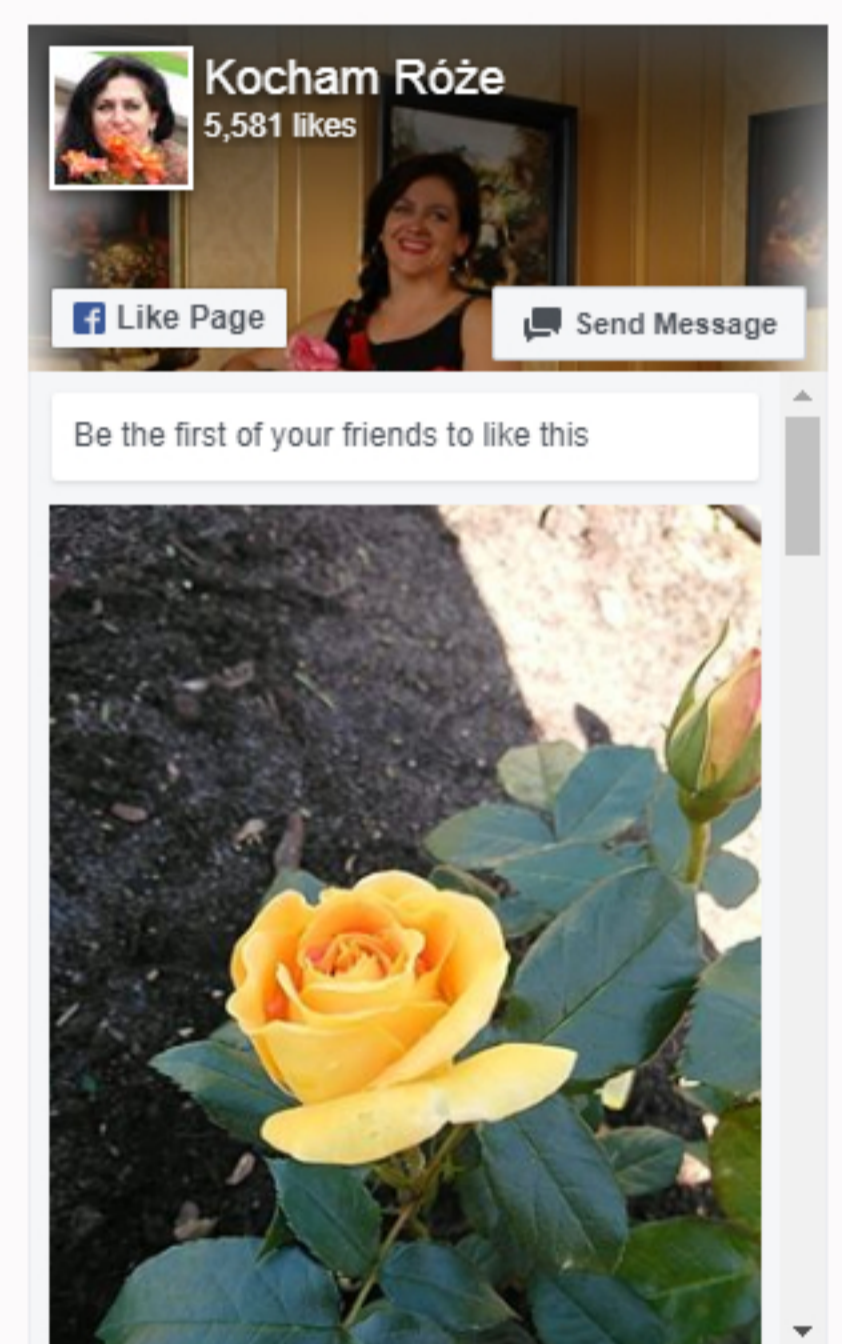 Kocham Róże
5,581 likes
Like Page
Send Message
Be the first of your friends to like this